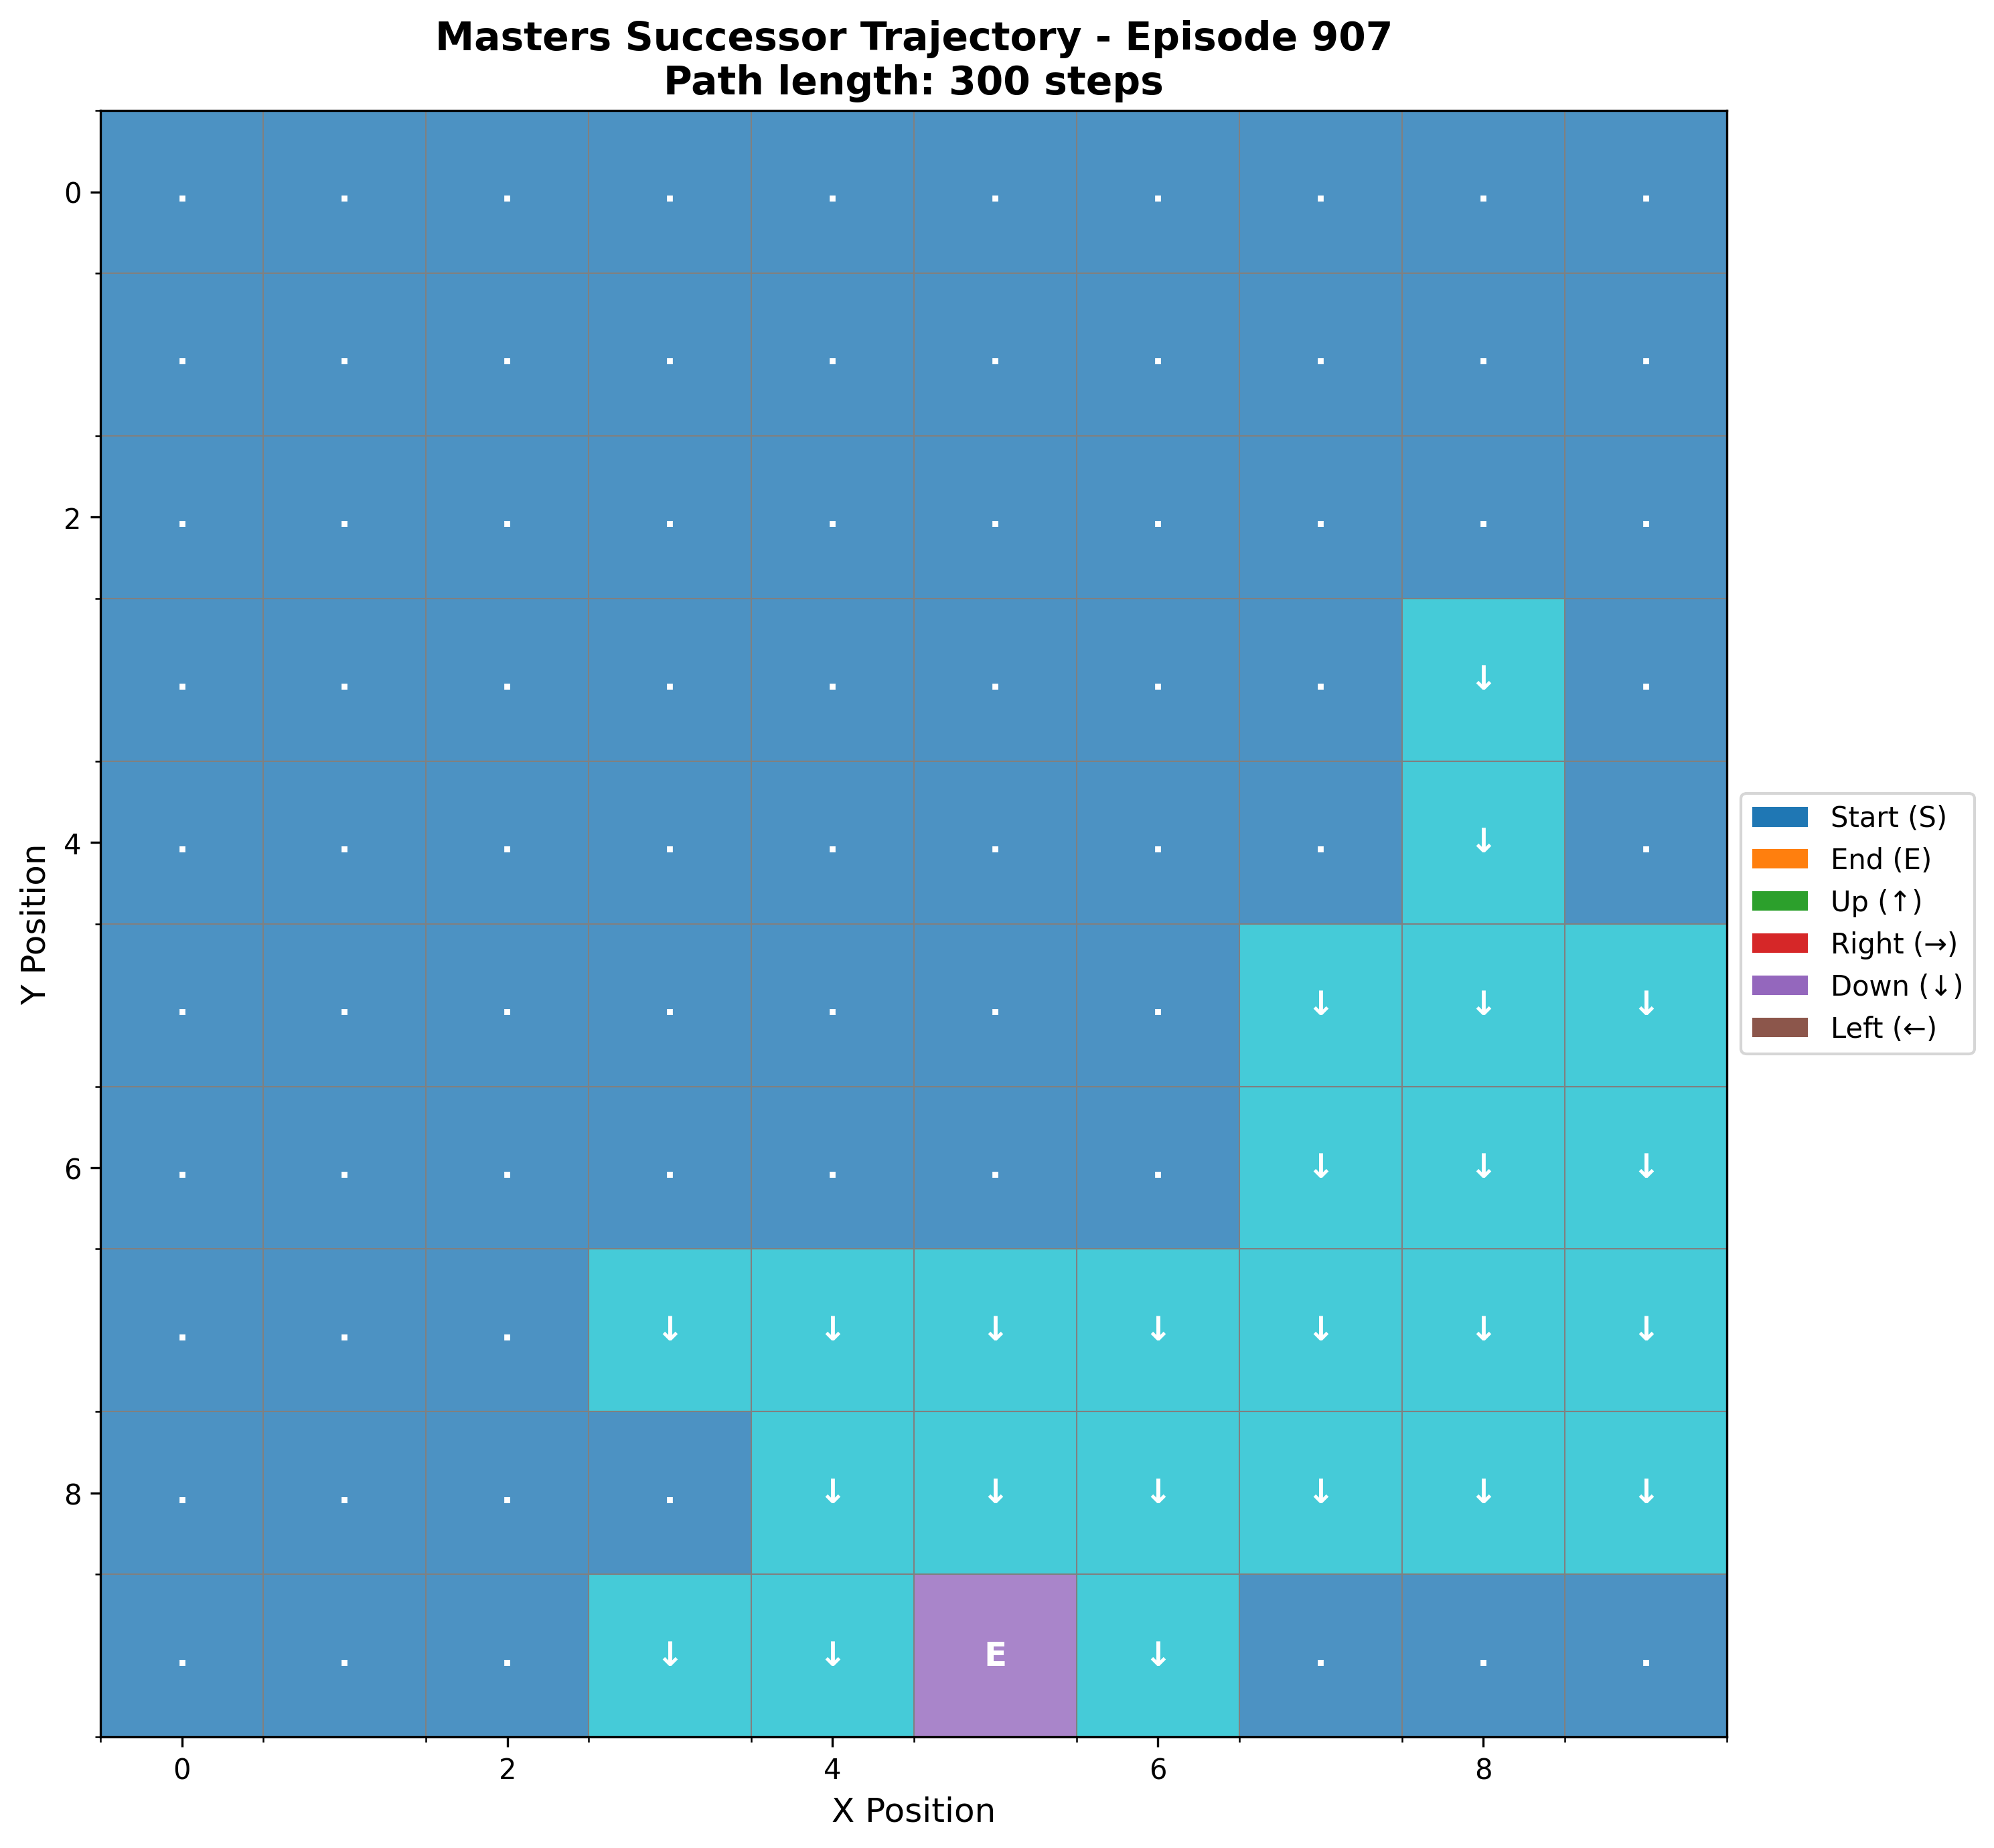 Masters Successor Trajectory - Episode 907
Path length: 300 steps
0 . . . . . . . . . .
. . . . . . . . . .
2 . . . . . . . . . .
. . . . . . . . ↓ .
4 . . . . . . . . ↓ .
. . . . . . . ↓ ↓ ↓
6 . . . . . . . ↓ ↓ ↓
. . . ↓ ↓ ↓ ↓ ↓ ↓ ↓
8 . . . . ↓ ↓ ↓ ↓ ↓ ↓
. . . ↓ ↓ E ↓ . . .
0 2 4 6 8
X Position
Y Position
Start (S)
End (E)
Up (↑)
Right (→)
Down (↓)
Left (←)